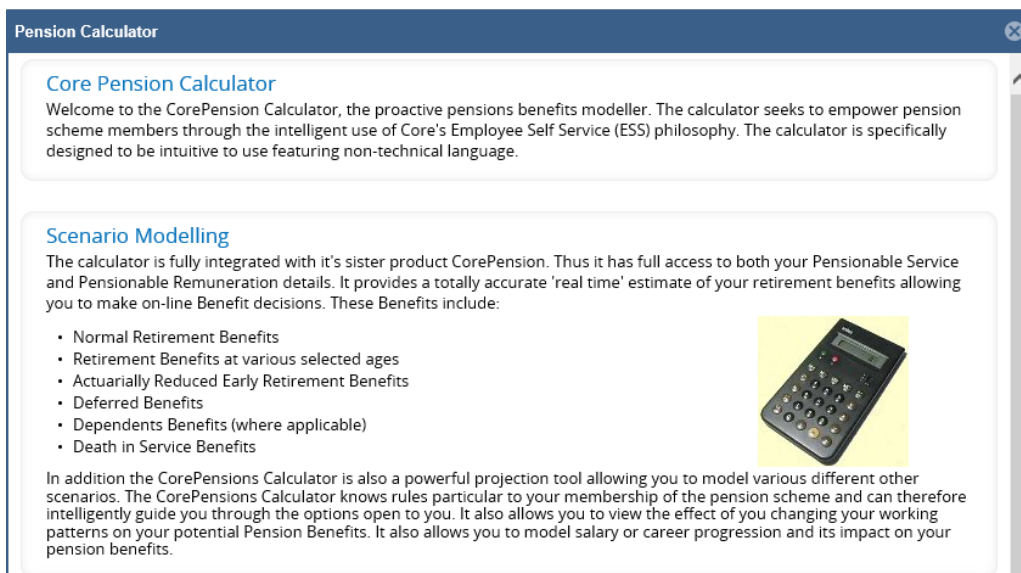 Pension Calculator
Core Pension Calculator
Welcome to the CorePension Calculator, the proactive pensions benefits modeller. The calculator seeks to empower pension
scheme members through the intelligent use of Core's Employee Self Service (ESS) philosophy. The calculator is specifically
designed to be intuitive to use featuring non-technical language.
Scenario Modelling
The calculator is fully integrated with it's sister product CorePension. Thus it has full access to both your Pensionable Service
and Pensionable Remuneration details. It provides a totally accurate 'real time' estimate of your retirement benefits allowing
you to make on-line Benefit decisions. These Benefits include:
• Normal Retirement Benefits
• Retirement Benefits at various selected ages
• Actuarially Reduced Early Retirement Benefits
• Deferred Benefits
• Dependents Benefits (where applicable)
• Death in Service Benefits
In addition the CorePensions Calculator is also a powerful projection tool allowing you to model various different other
scenarios. The CorePensions Calculator knows rules particular to your membership of the pension scheme and can therefore
intelligently guide you through the options open to you. It also allows you to view the effect of you changing your working
patterns on your potential Pension Benefits. It also allows you to model salary or career progression and its impact on your
pension benefits.